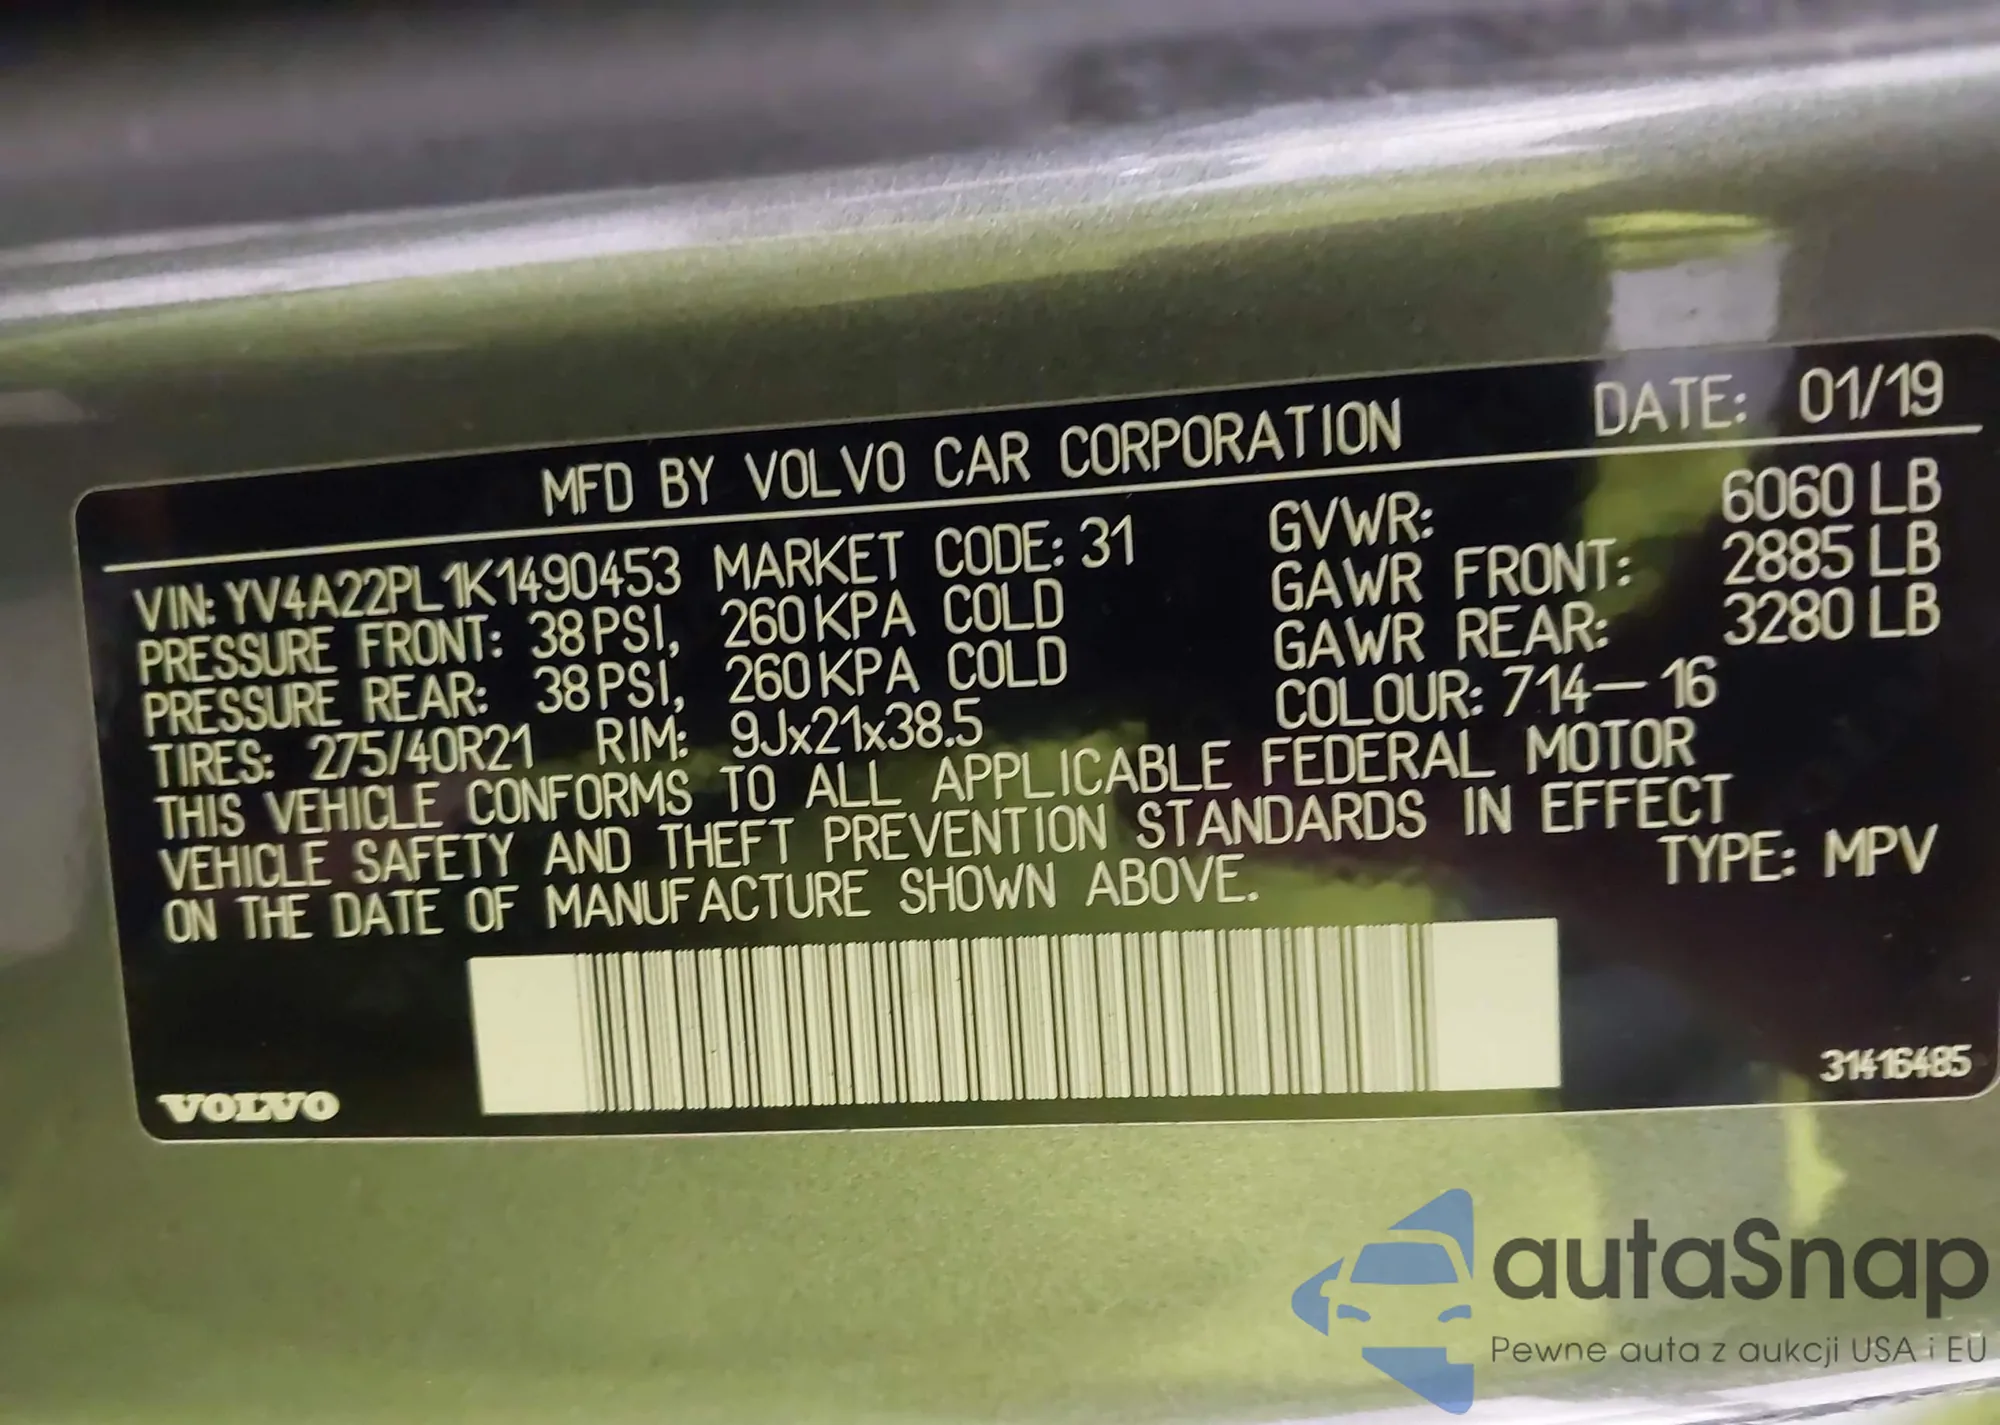 MFD BY VOLVO CAR CORPORATION DATE: 01/19
VIN: YV4A22PL1K1490453 MARKET CODE: 31 GVWR: 6060 LB
PRESSURE FRONT: 38 PSI, 260 KPA COLD GAWR FRONT: 2885 LB
PRESSURE REAR: 38 PSI, 260 KPA COLD GAWR REAR: 3280 LB
TIRES: 275/40R21 RIM: 9Jx21x38.5 COLOUR: 714-16
THIS VEHICLE CONFORMS TO ALL APPLICABLE FEDERAL MOTOR
VEHICLE SAFETY AND THEFT PREVENTION STANDARDS IN EFFECT
ON THE DATE OF MANUFACTURE SHOWN ABOVE. TYPE: MPV
VOLVO
31416485
autaSnap
Pewne auta z aukcji USA i EU